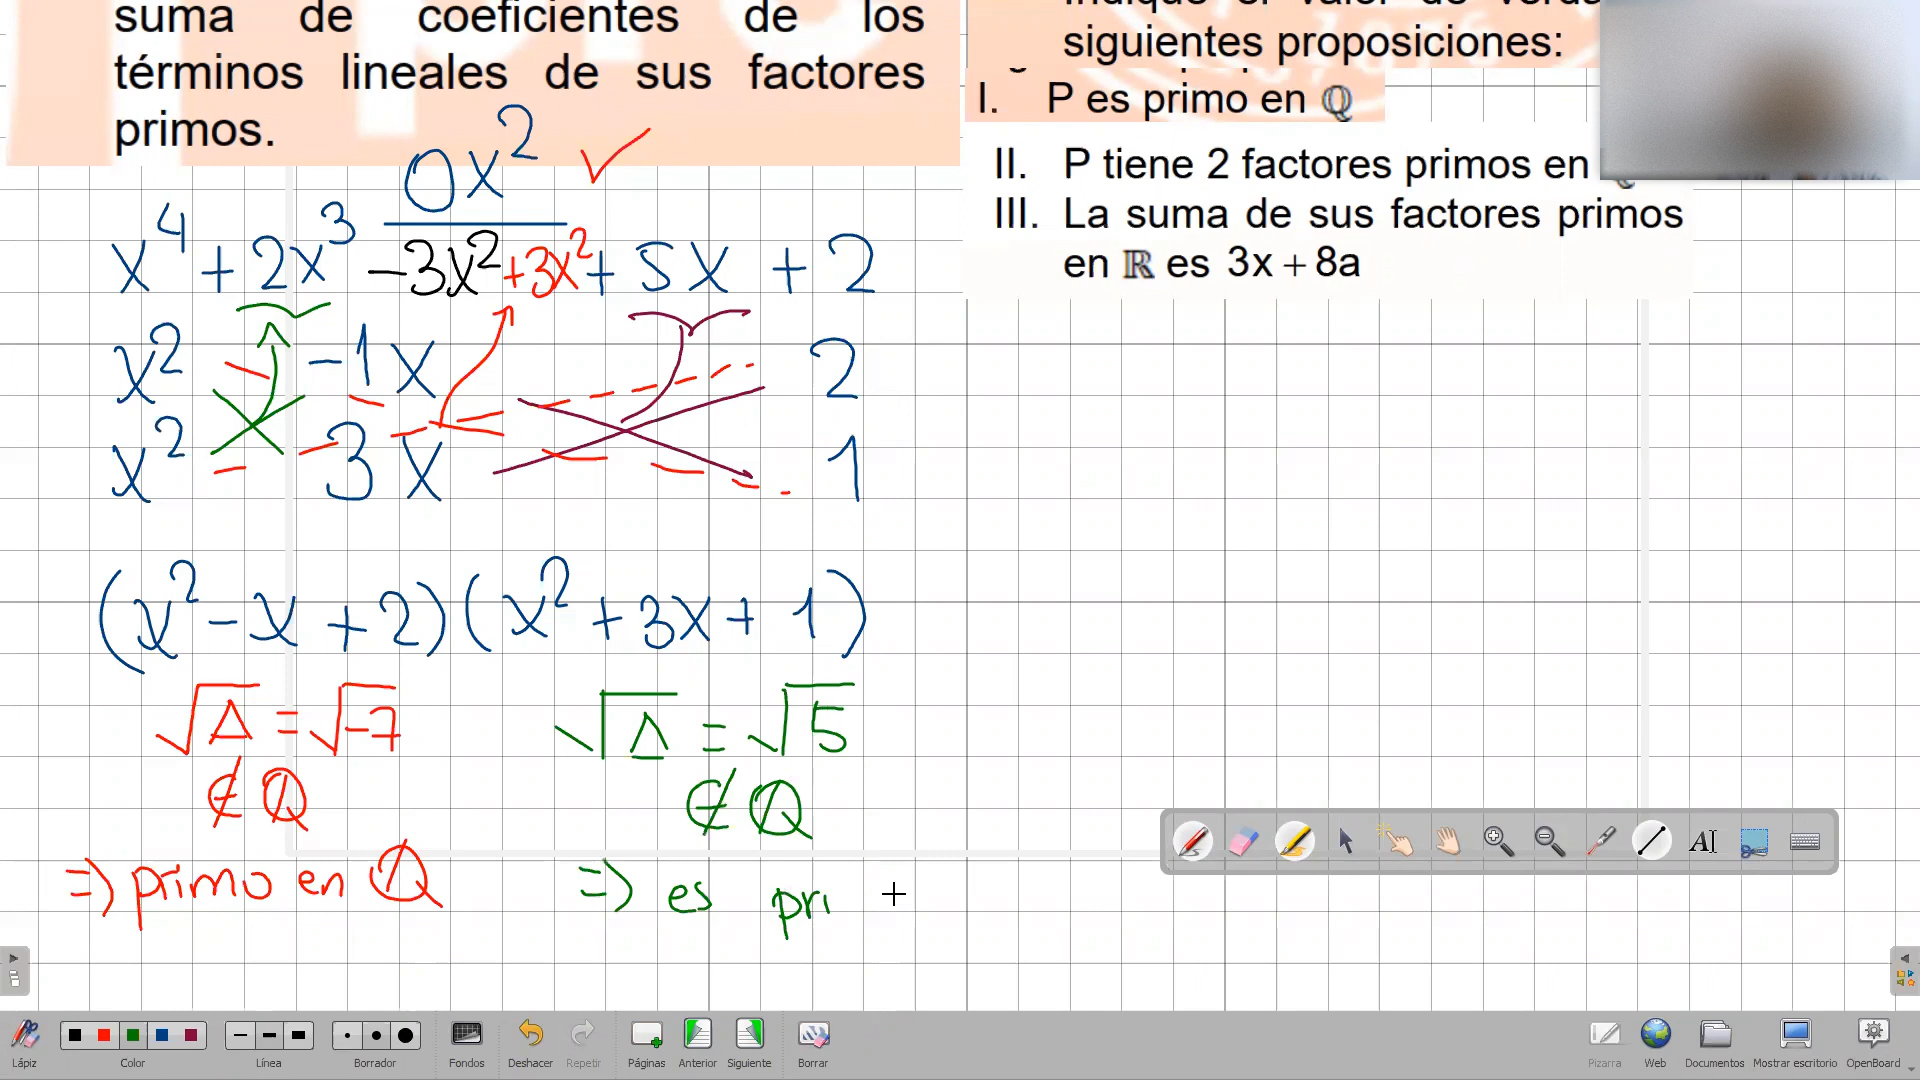 suma de coeficientes de los
términos lineales de sus factores
primos.
0x²
x⁴ + 2x³ -3x² +3x² + 5x + 2
x² -1x 2
x² 3x 1
(x² - x + 2)(x² + 3x + 1)
√Δ = √-7 √Δ = √5
∉ ℚ ∉ ℚ
=> primo en ℚ => es pri
siguientes proposiciones:
I. P es primo en ℚ
II. P tiene 2 factores primos en
III. La suma de sus factores primos
en ℝ es 3x + 8a
Lápiz Color Línea Borrador Fondos Deshacer Repetir Páginas Anterior Siguiente Borrar Pizarra Web Documentos Mostrar escritorio OpenBoard